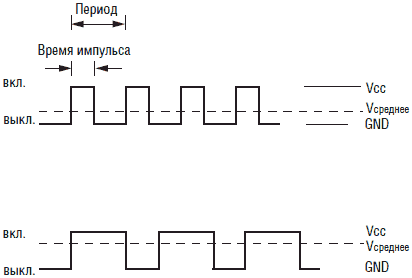 Период
Время импульса
вкл.
Vcc
Vсреднее
выкл.
GND
вкл.
Vcc
Vсреднее
выкл.
GND